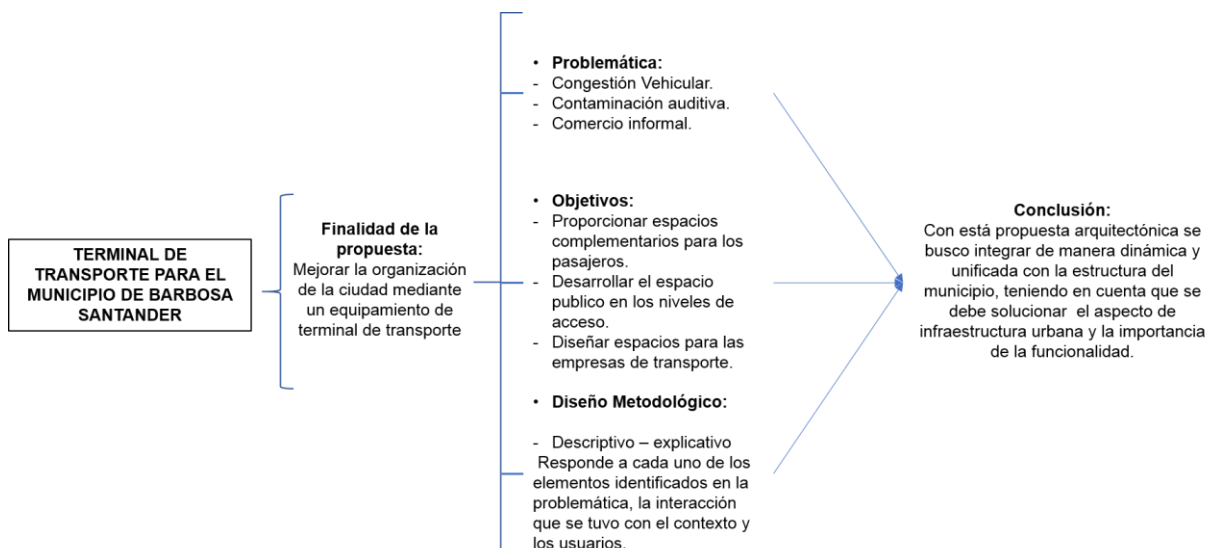 TERMINAL DE
TRANSPORTE PARA EL
MUNICIPIO DE BARBOSA
SANTANDER
Finalidad de la
propuesta:
Mejorar la organización
de la ciudad mediante
un equipamiento de
terminal de transporte
• Problemática:
- Congestión Vehicular.
- Contaminación auditiva.
- Comercio informal.
• Objetivos:
- Proporcionar espacios
complementarios para los
pasajeros.
- Desarrollar el espacio
publico en los niveles de
acceso.
- Diseñar espacios para las
empresas de transporte.
• Diseño Metodológico:
- Descriptivo – explicativo
Responde a cada uno de los
elementos identificados en la
problemática, la interacción
que se tuvo con el contexto y
los usuarios.
Conclusión:
Con está propuesta arquitectónica se
busco integrar de manera dinámica y
unificada con la estructura del
municipio, teniendo en cuenta que se
debe solucionar el aspecto de
infraestructura urbana y la importancia
de la funcionalidad.